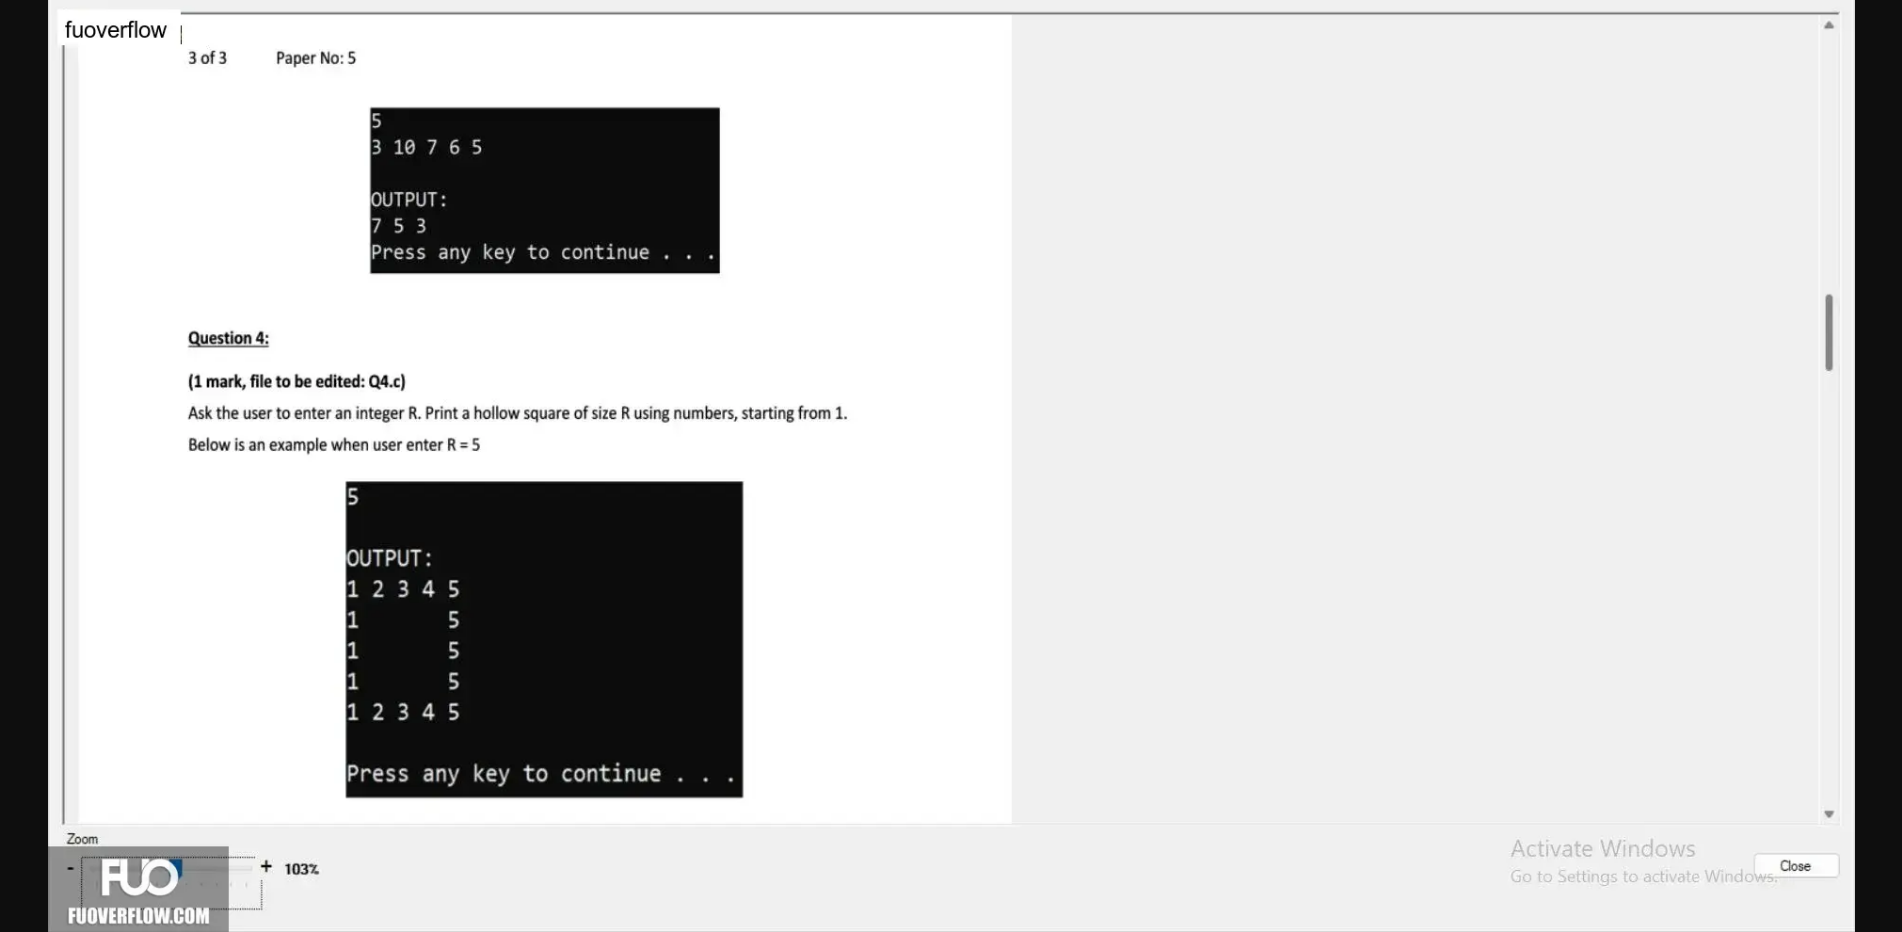 fuoverflow
3 of 3 Paper No: 5
5
3 10 7 6 5
OUTPUT:
7 5 3
Press any key to continue . . .
Question 4:
(1 mark, file to be edited: Q4.c)
Ask the user to enter an integer R. Print a hollow square of size R using numbers, starting from 1.
Below is an example when user enter R = 5
5
OUTPUT:
1 2 3 4 5
1       5
1       5
1       5
1 2 3 4 5
Press any key to continue . . .
Zoom
- + 103%
Activate Windows
Go to Settings to activate Windows.
Close
FUO
FUOVERFLOW.COM